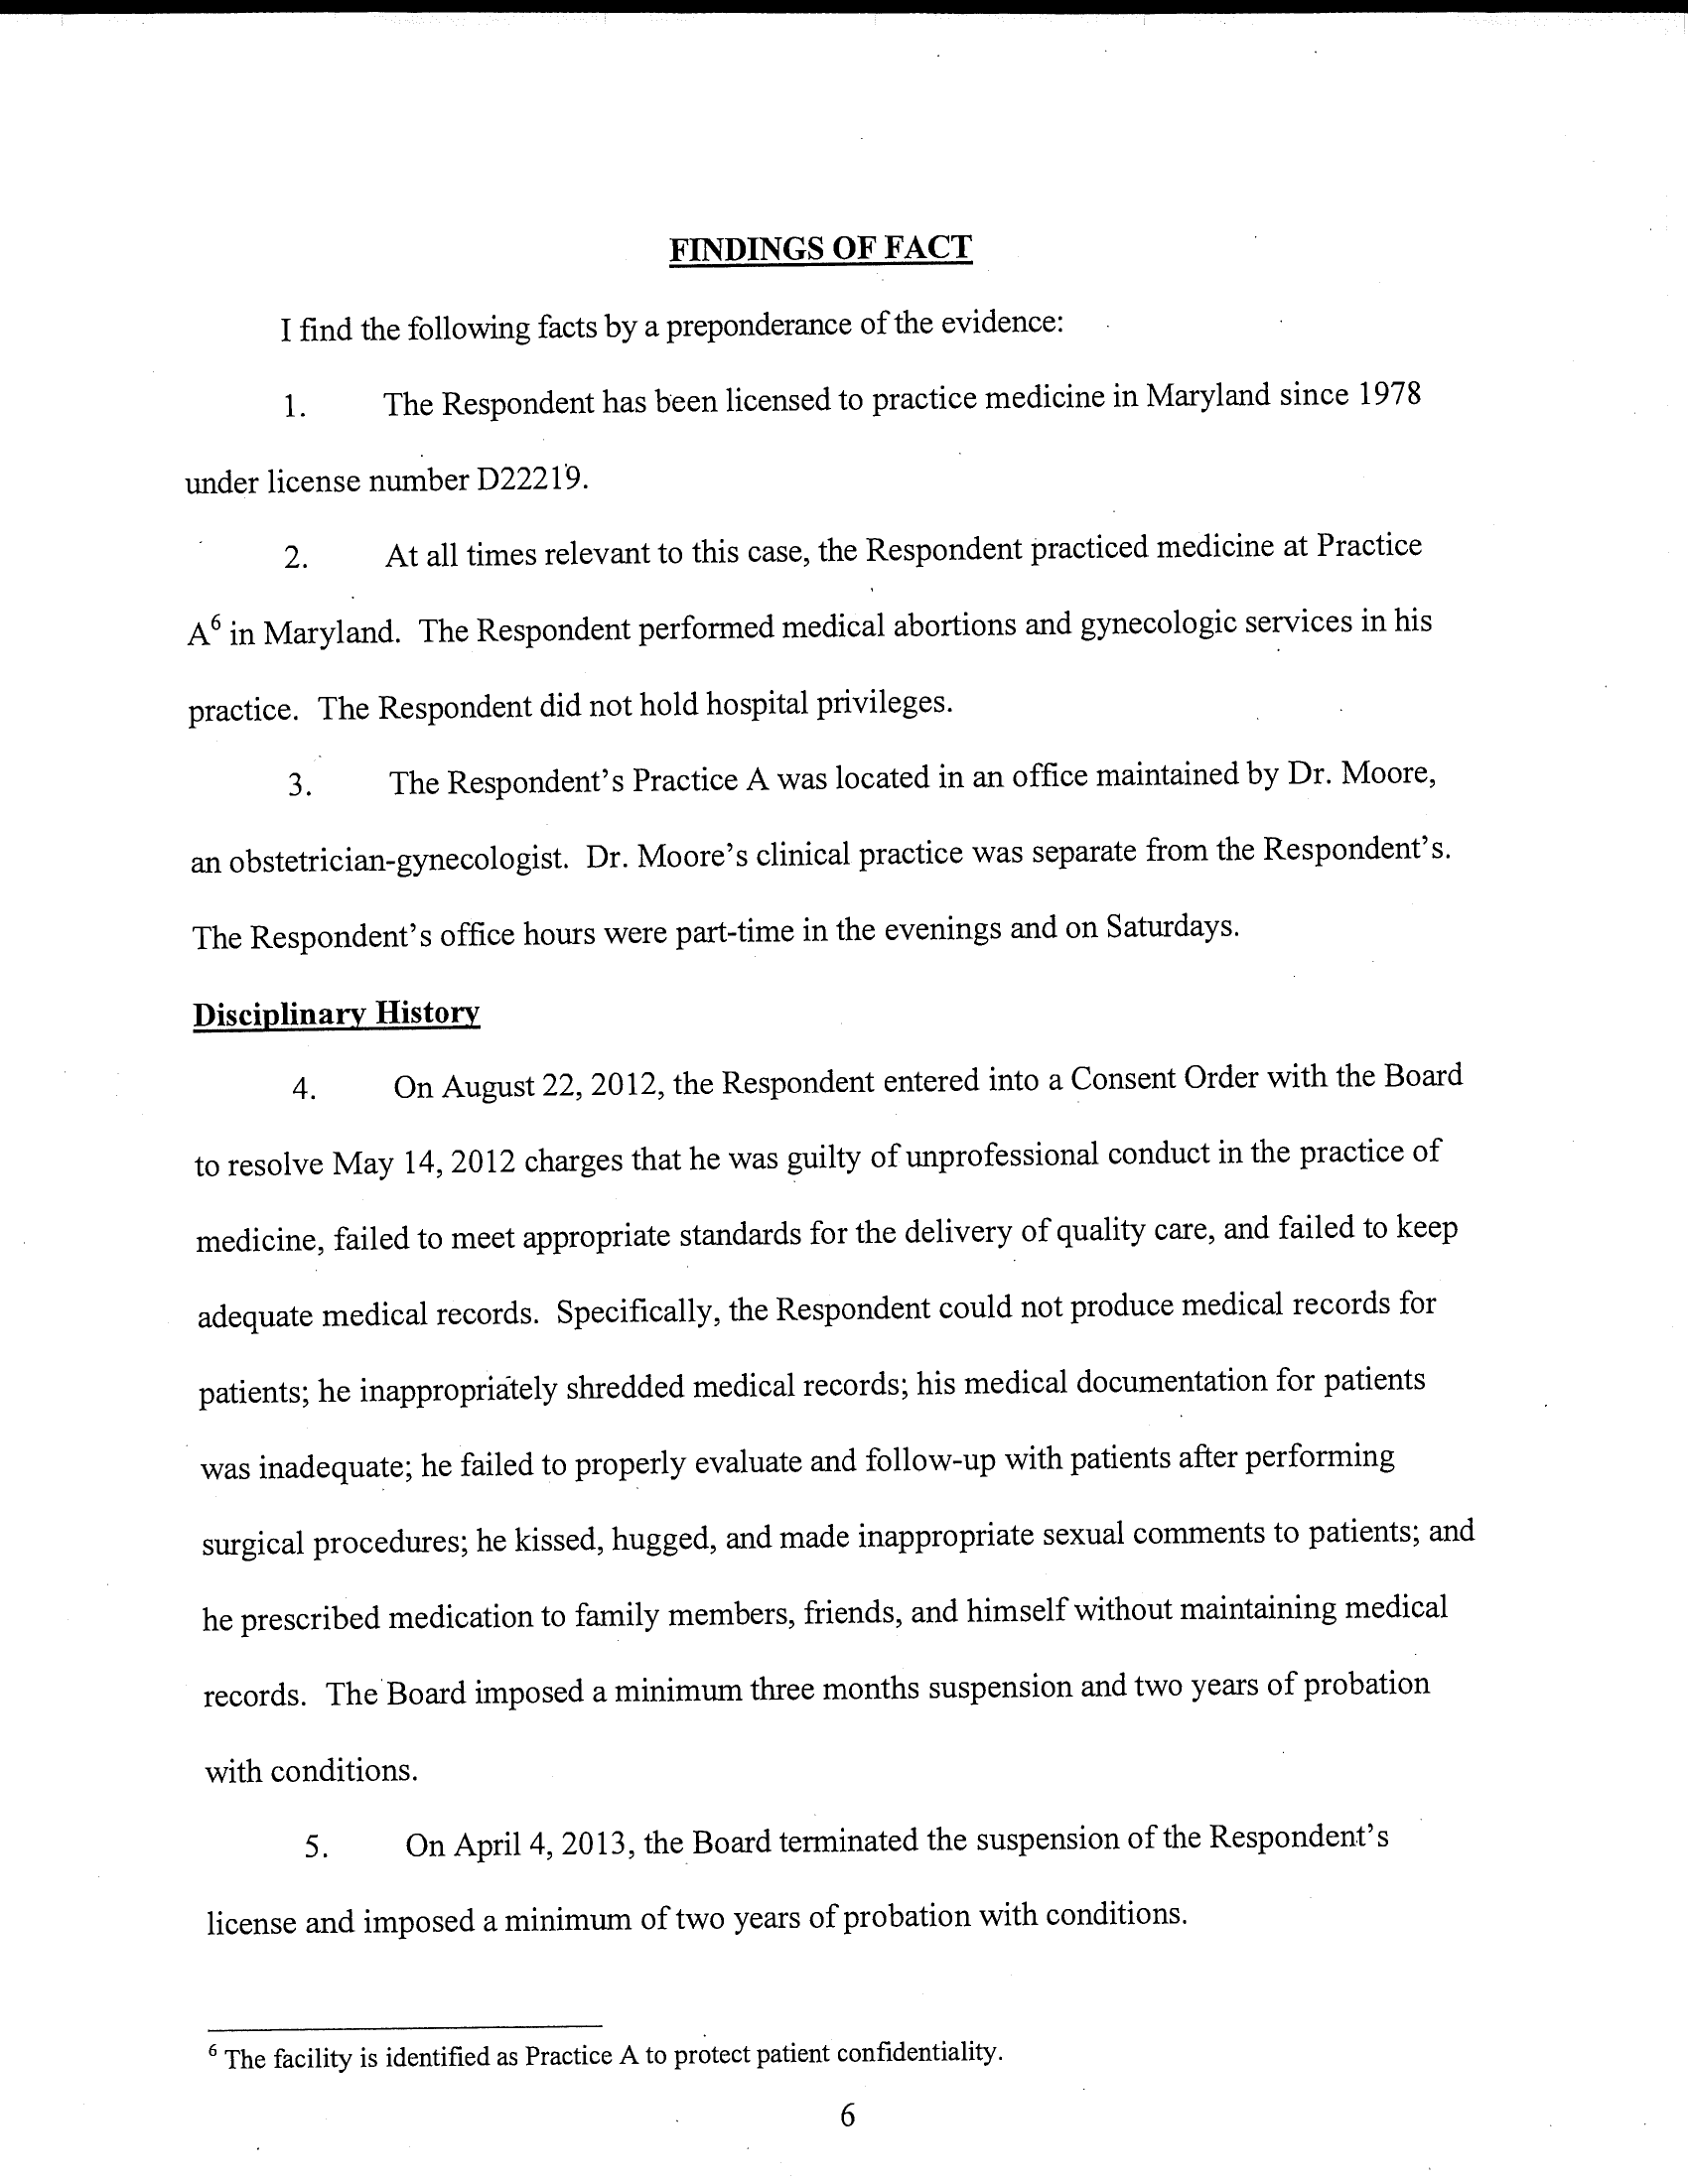 FINDINGS OF FACT
I find the following facts by a preponderance of the evidence:
1. The Respondent has been licensed to practice medicine in Maryland since 1978
under license number D22219.
2. At all times relevant to this case, the Respondent practiced medicine at Practice
A⁶ in Maryland. The Respondent performed medical abortions and gynecologic services in his
practice. The Respondent did not hold hospital privileges.
3. The Respondent's Practice A was located in an office maintained by Dr. Moore,
an obstetrician-gynecologist. Dr. Moore's clinical practice was separate from the Respondent's.
The Respondent's office hours were part-time in the evenings and on Saturdays.
Disciplinary History
4. On August 22, 2012, the Respondent entered into a Consent Order with the Board
to resolve May 14, 2012 charges that he was guilty of unprofessional conduct in the practice of
medicine, failed to meet appropriate standards for the delivery of quality care, and failed to keep
adequate medical records. Specifically, the Respondent could not produce medical records for
patients; he inappropriately shredded medical records; his medical documentation for patients
was inadequate; he failed to properly evaluate and follow-up with patients after performing
surgical procedures; he kissed, hugged, and made inappropriate sexual comments to patients; and
he prescribed medication to family members, friends, and himself without maintaining medical
records. The Board imposed a minimum three months suspension and two years of probation
with conditions.
5. On April 4, 2013, the Board terminated the suspension of the Respondent's
license and imposed a minimum of two years of probation with conditions.
⁶ The facility is identified as Practice A to protect patient confidentiality.
6